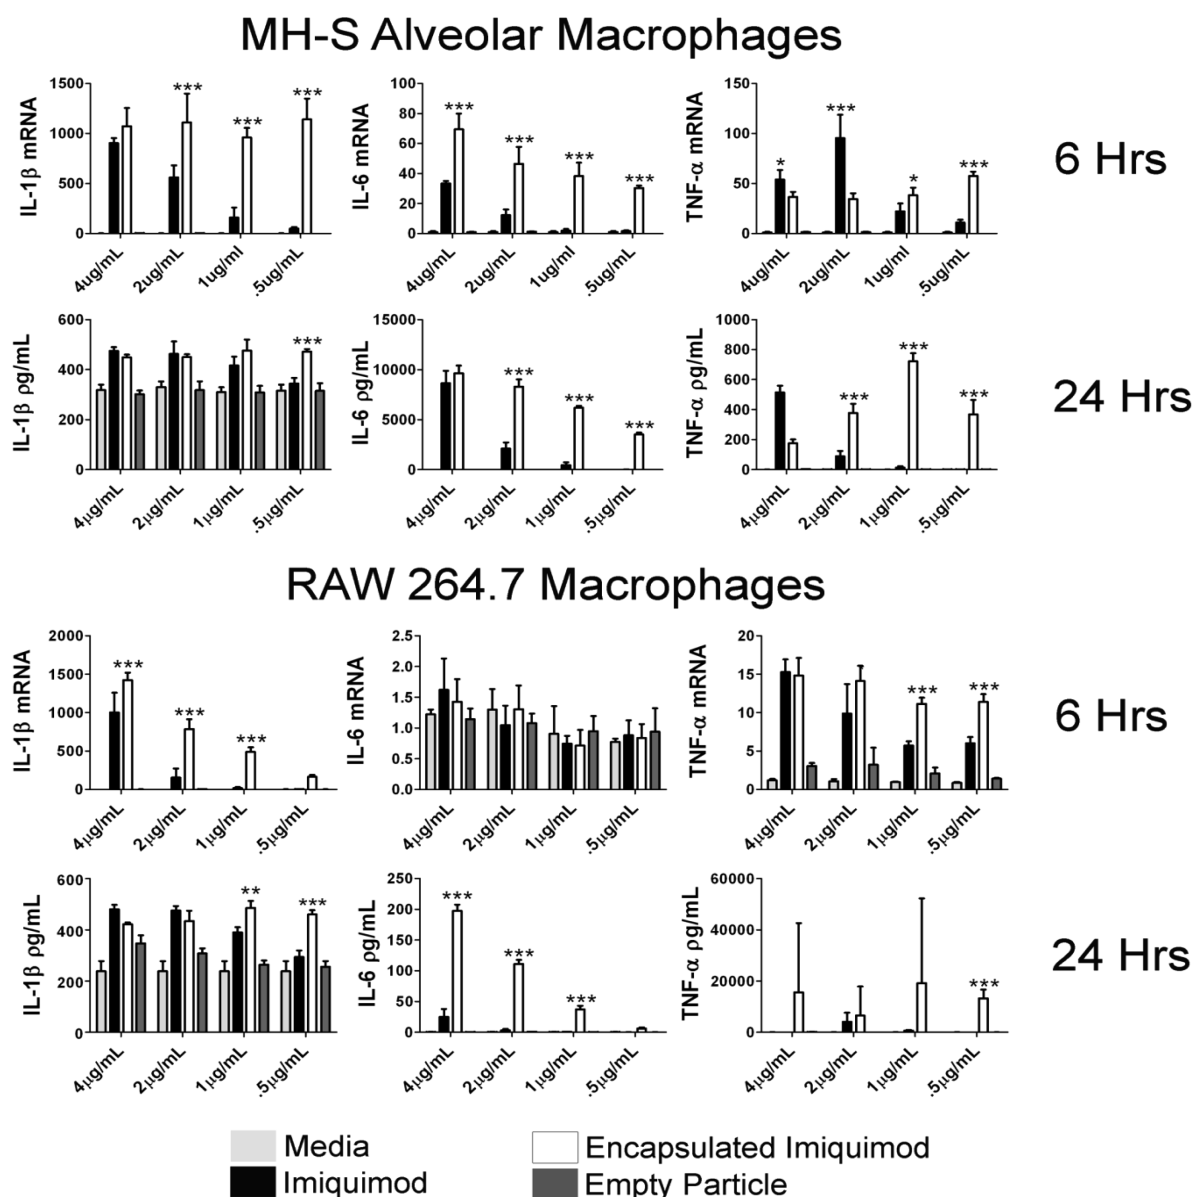 MH-S Alveolar Macrophages
IL-1β mRNA
1500
1000
500
0
***
***
***
4ug/mL
2ug/mL
1ug/ml
.5ug/mL
IL-6 mRNA
100
80
60
40
20
0
***
***
***
***
4ug/mL
2ug/mL
1ug/ml
.5ug/mL
TNF-α mRNA
150
100
50
0
*
***
*
***
4ug/mL
2ug/mL
1ug/ml
.5ug/mL
6 Hrs
IL-1β ρg/mL
600
400
200
0
***
4μg/mL
2μg/mL
1μg/mL
.5μg/mL
IL-6 ρg/mL
15000
10000
5000
0
***
***
***
4μg/mL
2μg/mL
1μg/mL
.5μg/mL
TNF-α ρg/mL
1000
800
600
400
200
0
***
***
***
4μg/mL
2μg/mL
1μg/mL
.5μg/mL
24 Hrs
RAW 264.7 Macrophages
IL-1β mRNA
2000
1500
1000
500
0
***
***
***
4μg/mL
2μg/mL
1μg/mL
.5μg/mL
IL-6 mRNA
2.5
2.0
1.5
1.0
0.5
0.0
4μg/mL
2μg/mL
1μg/mL
.5μg/mL
TNF-α mRNA
20
15
10
5
0
***
***
4μg/mL
2μg/mL
1μg/mL
.5μg/mL
6 Hrs
IL-1β ρg/mL
600
400
200
0
**
***
4μg/mL
2μg/mL
1μg/mL
.5μg/mL
IL-6 ρg/mL
250
200
150
100
50
0
***
***
***
4μg/mL
2μg/mL
1μg/mL
.5μg/mL
TNF-α ρg/mL
60000
40000
20000
0
***
4μg/mL
2μg/mL
1μg/mL
.5μg/mL
24 Hrs
Media
Encapsulated Imiquimod
Imiquimod
Empty Particle